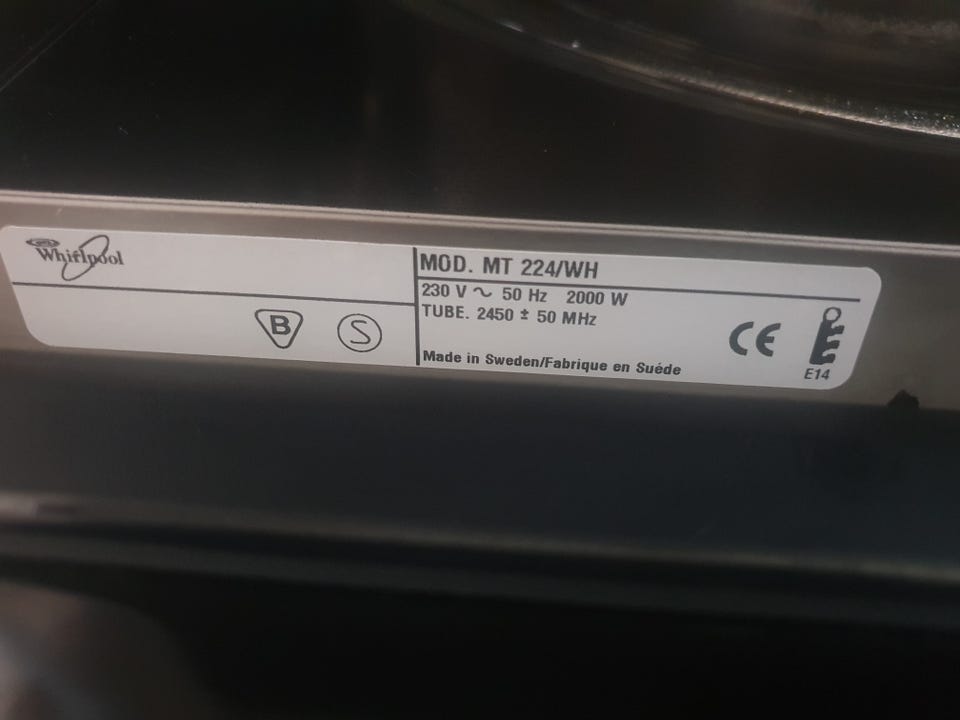 Whirlpool
MOD. MT 224/WH
230 V ~ 50 Hz 2000 W
TUBE. 2450 ± 50 MHz
B S
CE
Made in Sweden/Fabrique en Suéde
E14